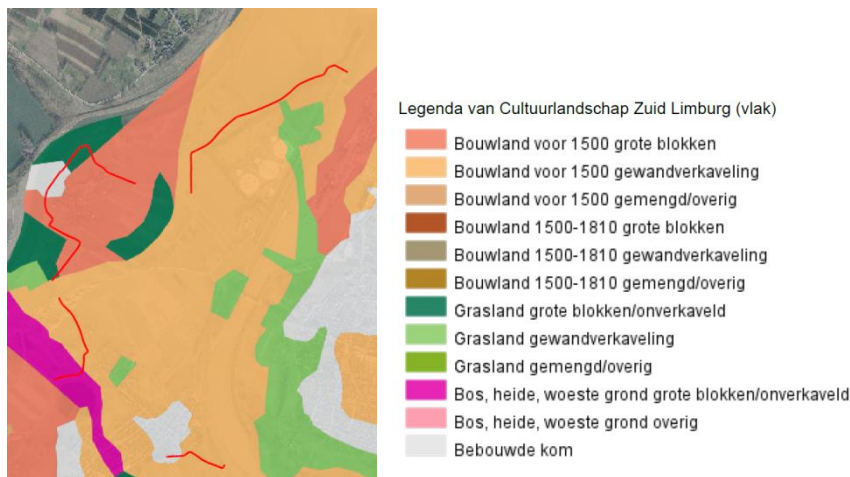 Legenda van Cultuurlandschap Zuid Limburg (vlak)
Bouwland voor 1500 grote blokken
Bouwland voor 1500 gewandverkaveling
Bouwland voor 1500 gemengd/overig
Bouwland 1500-1810 grote blokken
Bouwland 1500-1810 gewandverkaveling
Bouwland 1500-1810 gemengd/overig
Grasland grote blokken/onverkaveld
Grasland gewandverkaveling
Grasland gemengd/overig
Bos, heide, woeste grond grote blokken/onverkaveld
Bos, heide, woeste grond overig
Bebouwde kom